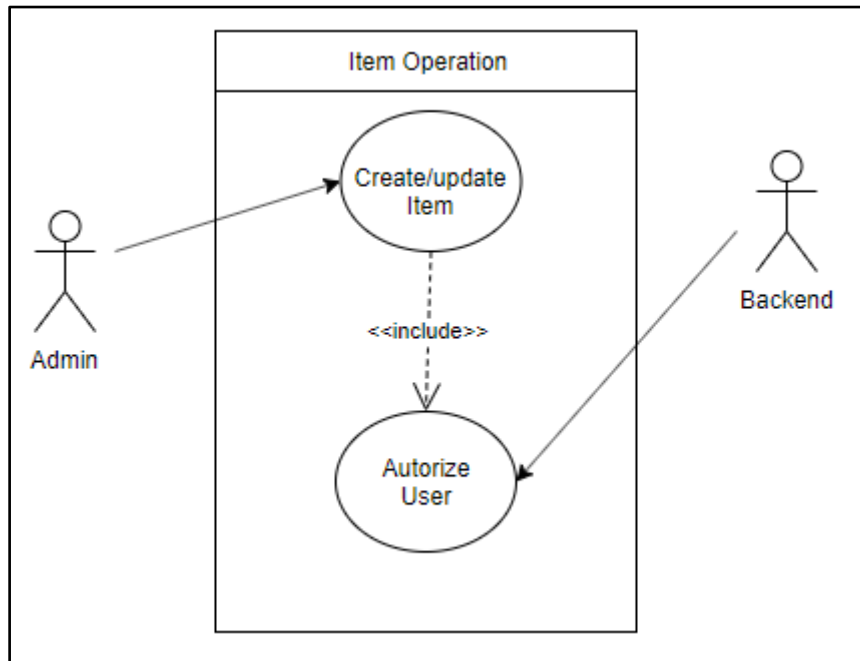 Item Operation
Create/update
Item
Admin
Backend
<<include>>
Autorize
User